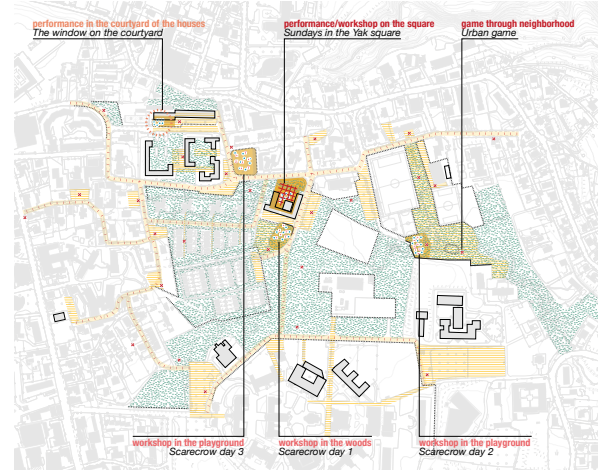 performance in the courtyard of the houses
The window on the courtyard
performance/workshop on the square
Sundays in the Yak square
game through neighborhood
Urban game
workshop in the playground
Scarecrow day 3
workshop in the woods
Scarecrow day 1
workshop in the playground
Scarecrow day 2